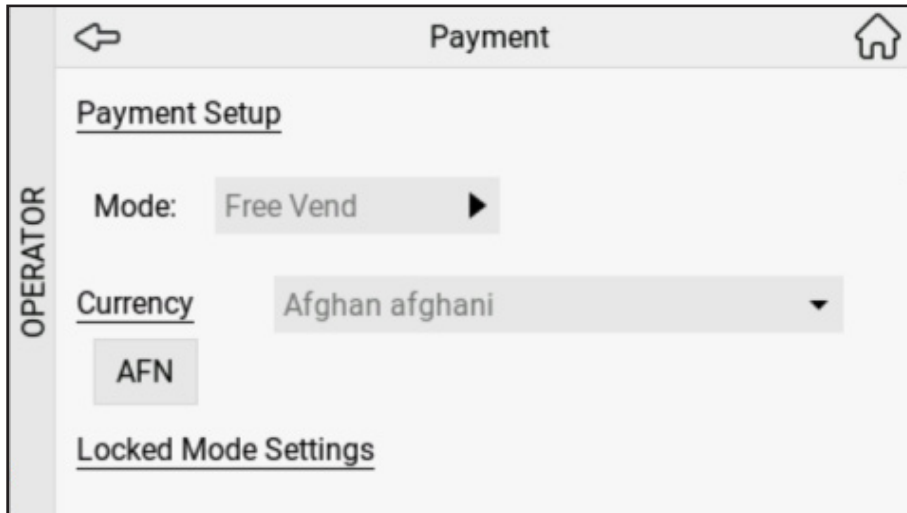 Payment
Payment Setup
Mode: Free Vend
Currency Afghan afghani
AFN
Locked Mode Settings
OPERATOR